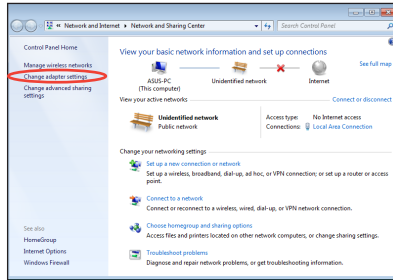 « Network and Internet ▸ Network and Sharing Center
Search Control Panel
Control Panel Home
Manage wireless networks
Change adapter settings
Change advanced sharing
settings
View your basic network information and set up connections
See full map
ASUS-PC
(This computer)
Unidentified network
Internet
View your active networks
Connect or disconnect
Unidentified network
Public network
Access type: No Internet access
Connections: Local Area Connection
Change your networking settings
Set up a new connection or network
Set up a wireless, broadband, dial-up, ad hoc, or VPN connection; or set up a router or access
point.
Connect to a network
Connect or reconnect to a wireless, wired, dial-up, or VPN network connection.
Choose homegroup and sharing options
Access files and printers located on other network computers, or change sharing settings.
Troubleshoot problems
Diagnose and repair network problems, or get troubleshooting information.
See also
HomeGroup
Internet Options
Windows Firewall